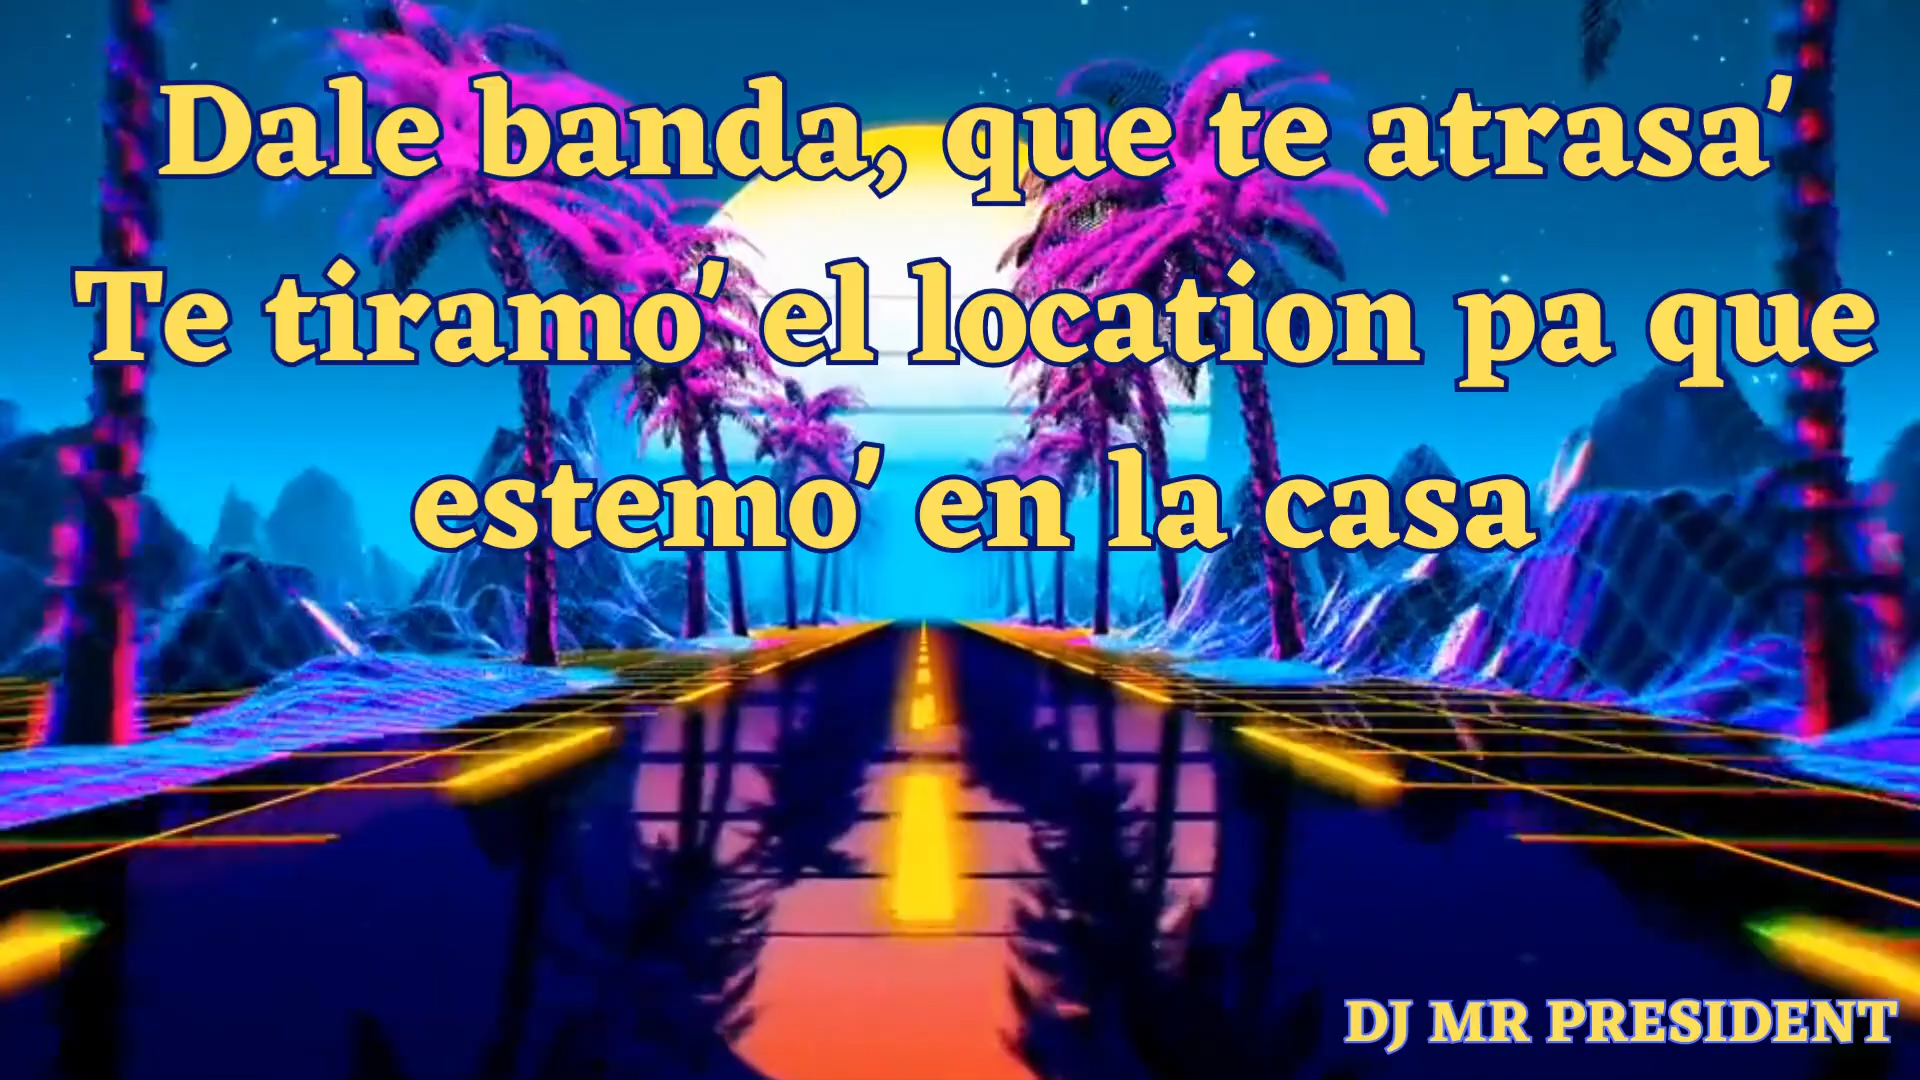 Dale banda, que te atrasa'
Te tiramo' el location pa que
estemo' en la casa
DJ MR PRESIDENT